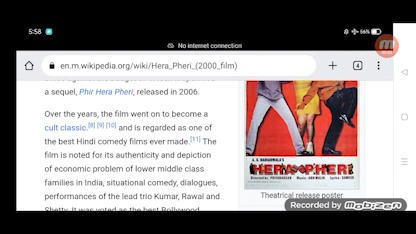 5:58
56%
No internet connection
en.m.wikipedia.org/wiki/Hera_Pheri_(2000_film)
4
a sequel, Phir Hera Pheri, released in 2006.
Over the years, the film went on to become a
cult classic,[8] [9] [10] and is regarded as one of
the best Hindi comedy films ever made.[11] The
film is noted for its authenticity and depiction
of economic problem of lower middle class
families in India, situational comedy, dialogues,
performances of the lead trio Kumar, Rawal and
Shetty. It was voted as the best Bollywood
HERA PHERI
Theatrical release poster
Recorded by Mobizen